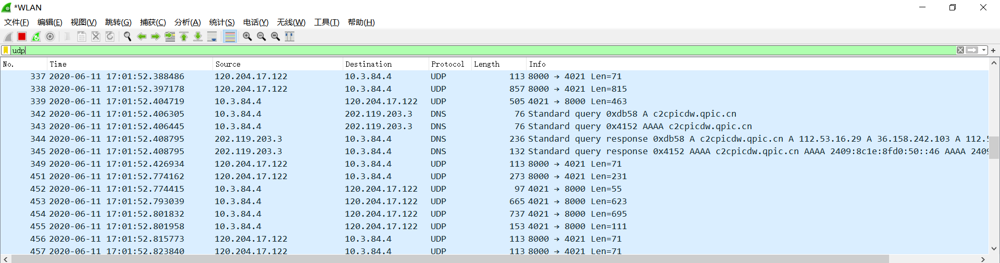 *WLAN
文件(F) 编辑(E) 视图(V) 跳转(G) 捕获(C) 分析(A) 统计(S) 电话(Y) 无线(W) 工具(T) 帮助(H)
udp
No. Time Source Destination Protocol Length Info
337 2020-06-11 17:01:52.388486 120.204.17.122 10.3.84.4 UDP 113 8000 → 4021 Len=71
338 2020-06-11 17:01:52.397178 120.204.17.122 10.3.84.4 UDP 857 8000 → 4021 Len=815
339 2020-06-11 17:01:52.404719 10.3.84.4 120.204.17.122 UDP 505 4021 → 8000 Len=463
342 2020-06-11 17:01:52.406305 10.3.84.4 202.119.203.3 DNS 76 Standard query 0xdb58 A c2cpicdw.qpic.cn
343 2020-06-11 17:01:52.406445 10.3.84.4 202.119.203.3 DNS 76 Standard query 0x4152 AAAA c2cpicdw.qpic.cn
344 2020-06-11 17:01:52.408795 202.119.203.3 10.3.84.4 DNS 236 Standard query response 0xdb58 A c2cpicdw.qpic.cn A 112.53.16.29 A 36.158.242.103 A 112.
345 2020-06-11 17:01:52.408795 202.119.203.3 10.3.84.4 DNS 132 Standard query response 0x4152 AAAA c2cpicdw.qpic.cn AAAA 2409:8c1e:8fd0:50::46 AAAA 2409
349 2020-06-11 17:01:52.426934 120.204.17.122 10.3.84.4 UDP 113 8000 → 4021 Len=71
451 2020-06-11 17:01:52.774162 120.204.17.122 10.3.84.4 UDP 273 8000 → 4021 Len=231
452 2020-06-11 17:01:52.774415 10.3.84.4 120.204.17.122 UDP 97 4021 → 8000 Len=55
453 2020-06-11 17:01:52.793039 10.3.84.4 120.204.17.122 UDP 665 4021 → 8000 Len=623
454 2020-06-11 17:01:52.801832 10.3.84.4 120.204.17.122 UDP 737 4021 → 8000 Len=695
455 2020-06-11 17:01:52.801958 10.3.84.4 120.204.17.122 UDP 153 4021 → 8000 Len=111
456 2020-06-11 17:01:52.815773 120.204.17.122 10.3.84.4 UDP 113 8000 → 4021 Len=71
457 2020-06-11 17:01:52.823840 120.204.17.122 10.3.84.4 UDP 113 8000 → 4021 Len=71